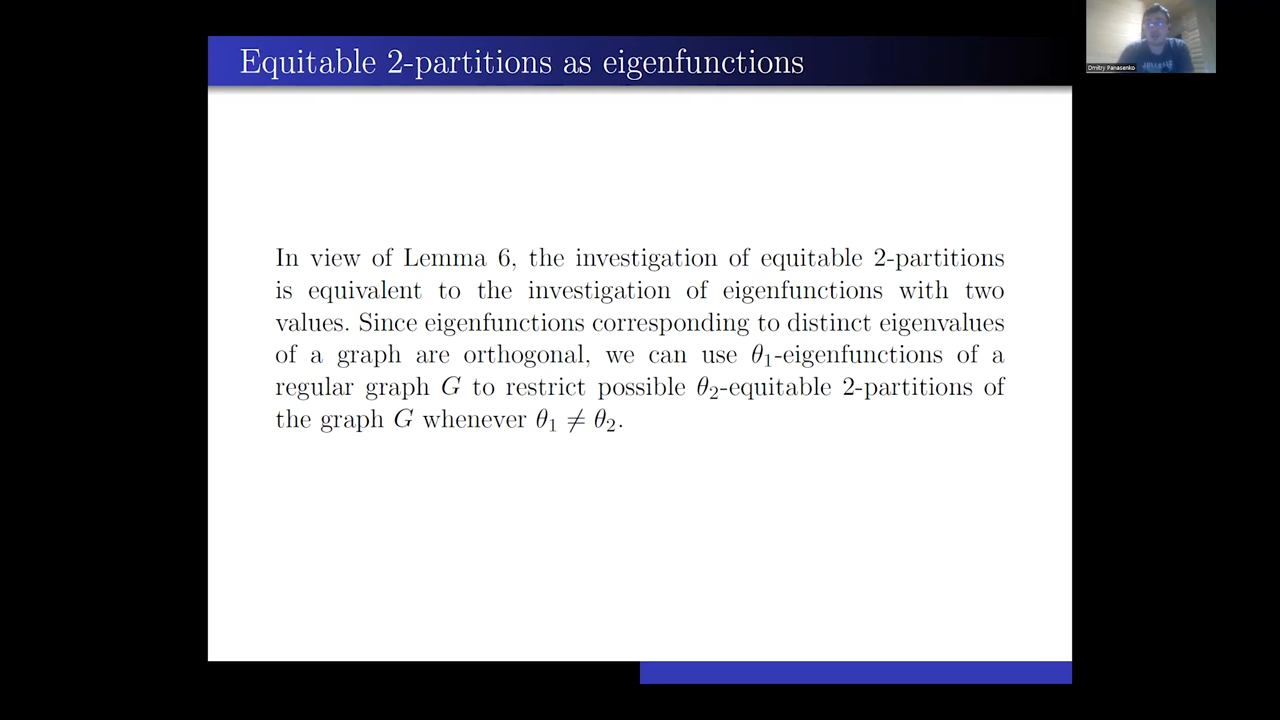 Equitable 2-partitions as eigenfunctions
Dmitry Panasenko
In view of Lemma 6, the investigation of equitable 2-partitions
is equivalent to the investigation of eigenfunctions with two
values. Since eigenfunctions corresponding to distinct eigenvalues
of a graph are orthogonal, we can use θ₁-eigenfunctions of a
regular graph G to restrict possible θ₂-equitable 2-partitions of
the graph G whenever θ₁ ≠ θ₂.